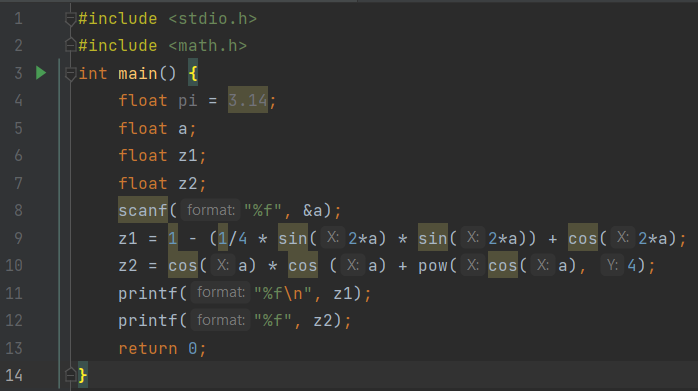 1 #include <stdio.h>
2 #include <math.h>
3 int main() {
4 float pi = 3.14;
5 float a;
6 float z1;
7 float z2;
8 scanf( format: "%f", &a);
9 z1 = 1 - (1/4 * sin( X: 2*a) * sin( X: 2*a)) + cos( X: 2*a);
10 z2 = cos( X: a) * cos ( X: a) + pow( X: cos( X: a), Y: 4);
11 printf( format: "%f\n", z1);
12 printf( format: "%f", z2);
13 return 0;
14 }